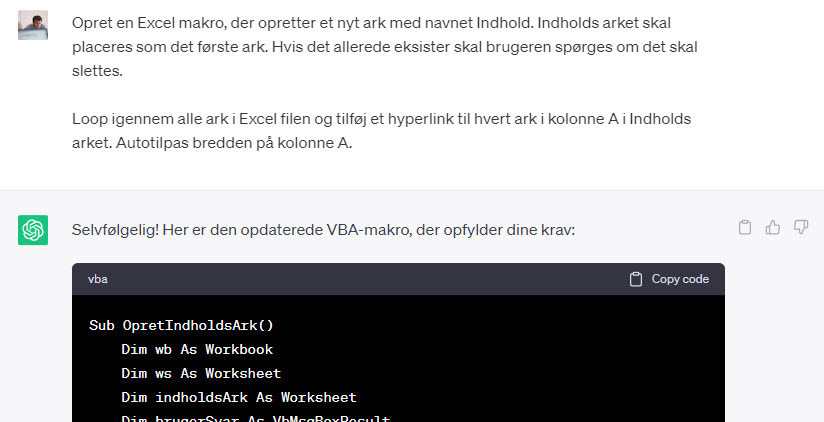 Opret en Excel makro, der opretter et nyt ark med navnet Indhold. Indholds arket skal
placeres som det første ark. Hvis det allerede eksister skal brugeren spørges om det skal
slettes.
Loop igennem alle ark i Excel filen og tilføj et hyperlink til hvert ark i kolonne A i Indholds
arket. Autotilpas bredden på kolonne A.
Selvfølgelig! Her er den opdaterede VBA-makro, der opfylder dine krav:
vba
Copy code
Sub OpretIndholdsArk()
Dim wb As Workbook
Dim ws As Worksheet
Dim indholdsArk As Worksheet
Dim brugerSvar As VbMsgBoxResult